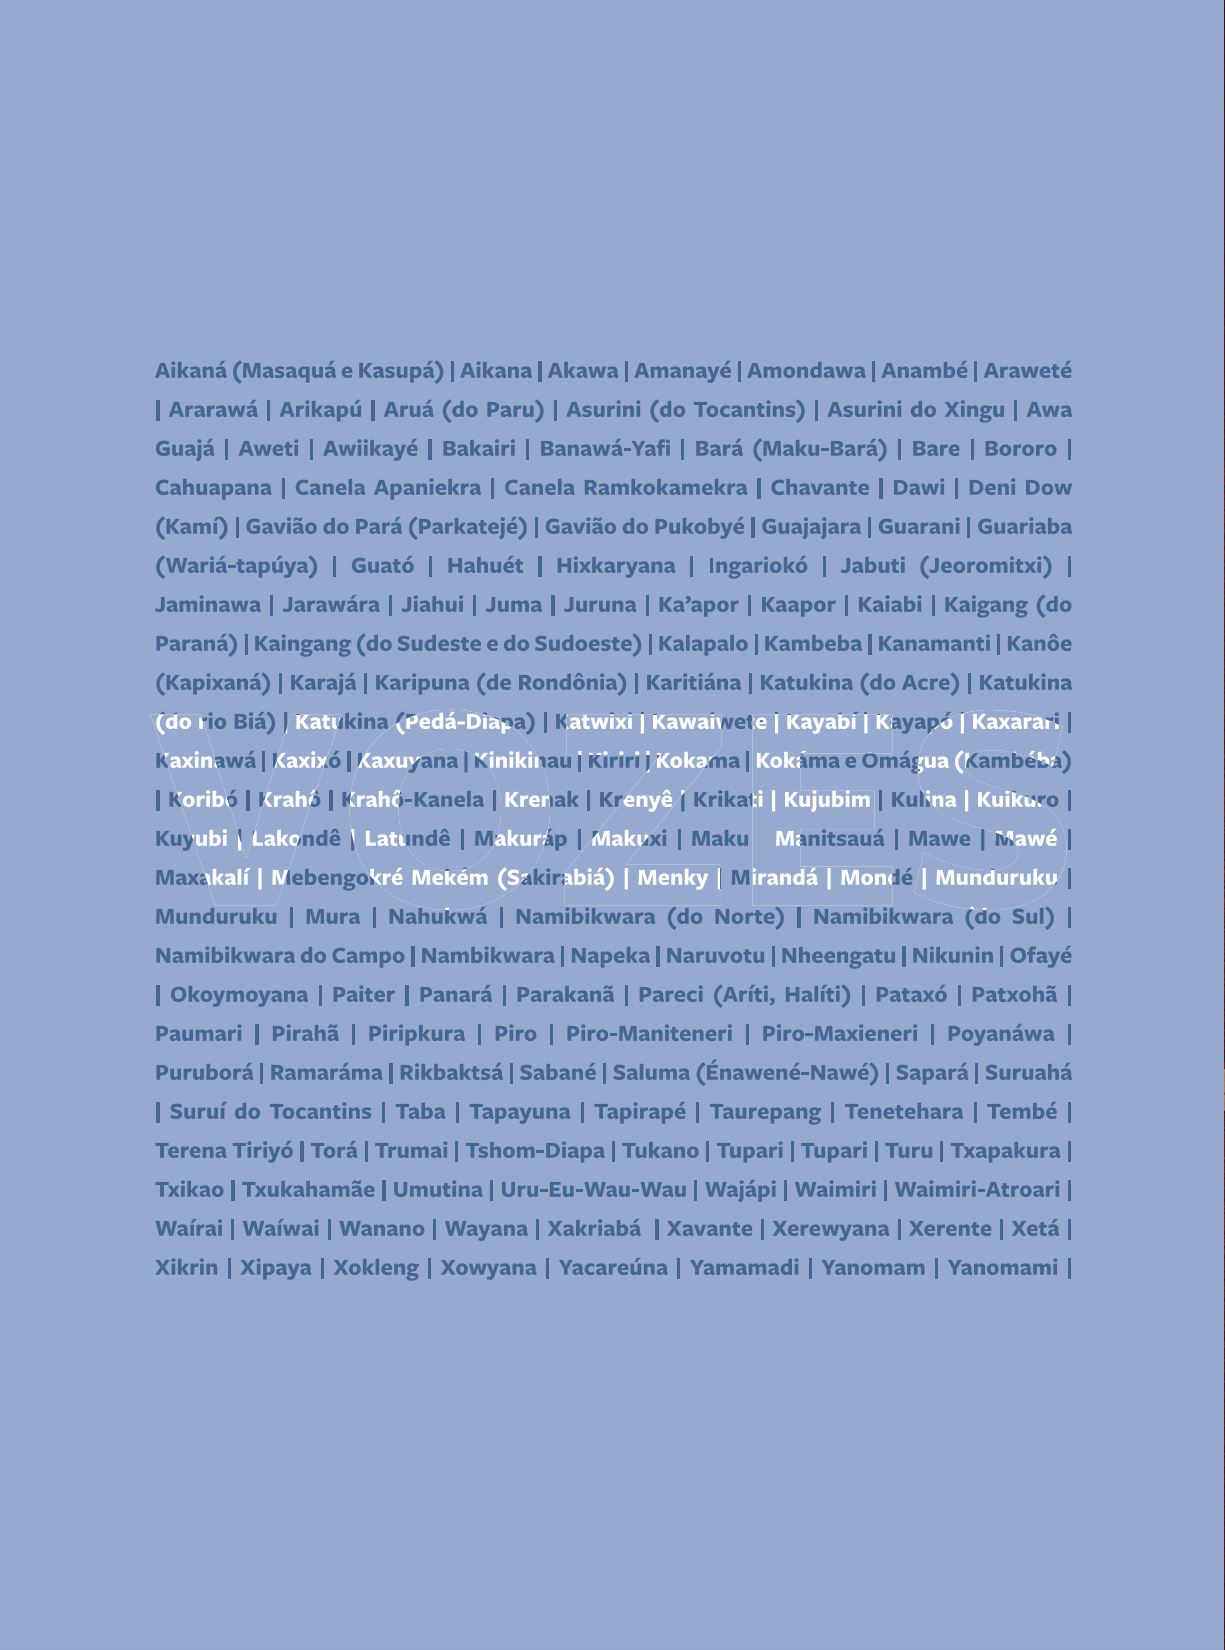 Aikaná (Masaquá e Kasupá) | Aikana | Akawa | Amanayé | Amondawa | Anambé | Araweté
| Ararawá | Arikapú | Aruá (do Paru) | Asurini (do Tocantins) | Asurini do Xingu | Awa
Guajá | Aweti | Awiikayé | Bakairi | Banawá-Yafi | Bará (Maku-Bará) | Bare | Bororo |
Cahuapana | Canela Apaniekra | Canela Ramkokamekra | Chavante | Dawi | Deni Dow
(Kamí) | Gavião do Pará (Parkatejé) | Gavião do Pukobyé | Guajajara | Guarani | Guariaba
(Wariá-tapúya) | Guató | Hahuét | Hixkaryana | Ingariokó | Jabuti (Jeoromitxi) |
Jaminawa | Jarawára | Jiahui | Juma | Juruna | Ka’apor | Kaapor | Kaiabi | Kaigang (do
Paraná) | Kaingang (do Sudeste e do Sudoeste) | Kalapalo | Kambeba | Kanamanti | Kanôe
(Kapixaná) | Karajá | Karipuna (de Rondônia) | Karitiána | Katukina (do Acre) | Katukina
(do rio Biá) | Katukina (Pedá-Diapa) | Katwixi | Kawaiwete | Kayabí | Kayapó | Kaxarari |
Kaxinawá | Kaxixó | Kaxuyana | Kinikinau | Kiriri | Kokama | Kokáma e Omágua (Kambéba)
| Koribó | Krahô | Krahô-Kanela | Krenak | Krenyê | Krikati | Kujubim | Kulina | Kuikuro |
Kuyubi | Lakondê | Latundê | Makuráp | Makuxi | Maku Manitsauá | Mawe | Mawé |
Maxakalí | Mebengokré Mekém (Sakirabiá) | Menky | Mirandá | Mondé | Munduruku |
VOZES
Munduruku | Mura | Nahukwá | Namibikwara (do Norte) | Namibikwara (do Sul) |
Namibikwara do Campo | Nambikwara | Napeka | Naruvotu | Nheengatu | Nikunin | Ofayé
| Okoymoyana | Paiter | Panará | Parakanã | Pareci (Aríti, Halíti) | Pataxó | Patxohã |
Paumari | Pirahã | Piripkura | Piro | Piro-Maniteneri | Piro-Maxieneri | Poyanáwa |
Puruborá | Ramaráma | Rikbaktsá | Sabané | Saluma (Énawené-Nawé) | Sapará | Suruahá
| Suruí do Tocantins | Taba | Tapayuna | Tapirapé | Taurepang | Tenetehara | Tembé |
Terena Tiriyó | Torá | Trumai | Tshom-Diapa | Tukano | Tupari | Tupari | Turu | Txapakura |
Txikao | Txukahamãe | Umutina | Uru-Eu-Wau-Wau | Wajápi | Waimiri | Waimiri-Atroari |
Waírai | Waíwai | Wanano | Wayana | Xakriabá | Xavante | Xerewyana | Xerente | Xetá |
Xikrin | Xipaya | Xokleng | Xowyana | Yacareúna | Yamamadi | Yanomam | Yanomami |